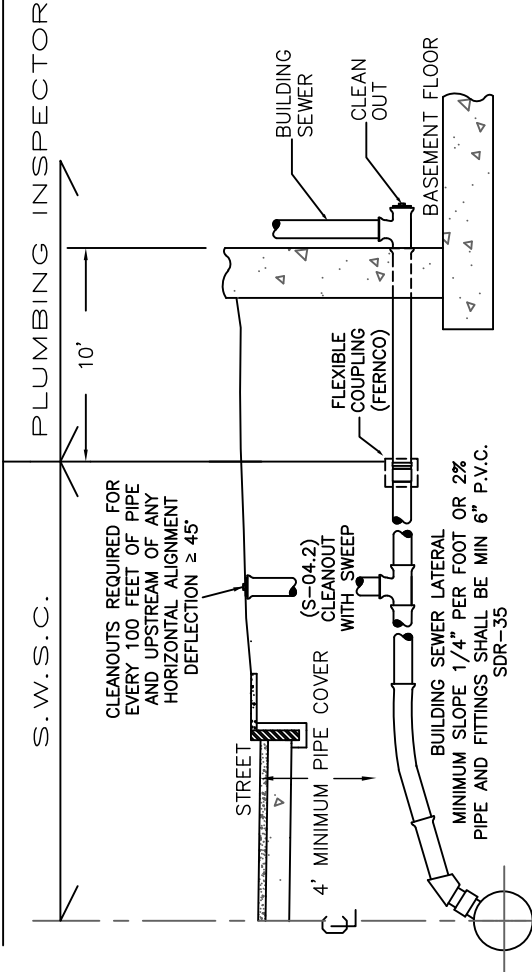 S.W.S.C.
PLUMBING INSPECTOR
10'
CLEANOUTS REQUIRED FOR
EVERY 100 FEET OF PIPE
AND UPSTREAM OF ANY
HORIZONTAL ALIGNMENT
DEFLECTION ≥ 45°
STREET
4' MINIMUM PIPE COVER
(S-04.2)
CLEANOUT
WITH SWEEP
FLEXIBLE
COUPLING
(FERNCO)
BUILDING
SEWER
CLEAN
OUT
BASEMENT FLOOR
BUILDING SEWER LATERAL
MINIMUM SLOPE 1/4" PER FOOT OR 2%
PIPE AND FITTINGS SHALL BE MIN 6" P.V.C.
SDR-35